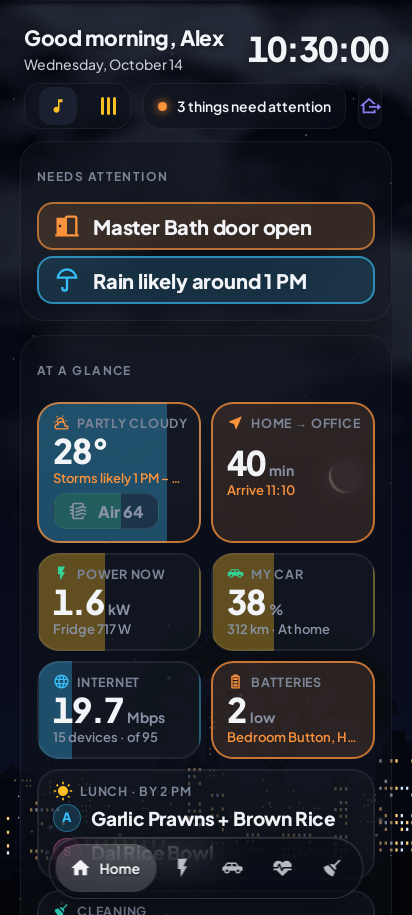 Good morning, Alex
10:30:00
Wednesday, October 14
3 things need attention
NEEDS ATTENTION
Master Bath door open
Rain likely around 1 PM
AT A GLANCE
PARTLY CLOUDY
28°
Storms likely 1 PM – ...
Air 64
HOME → OFFICE
40 min
Arrive 11:10
POWER NOW
1.6 kW
Fridge 717 W
MY CAR
38 %
312 km · At home
INTERNET
19.7 Mbps
15 devices · of 95
BATTERIES
2 low
Bedroom Button, H...
LUNCH · BY 2 PM
A
Garlic Prawns + Brown Rice
S
Dal Rice Bowl
Home
CLEANING